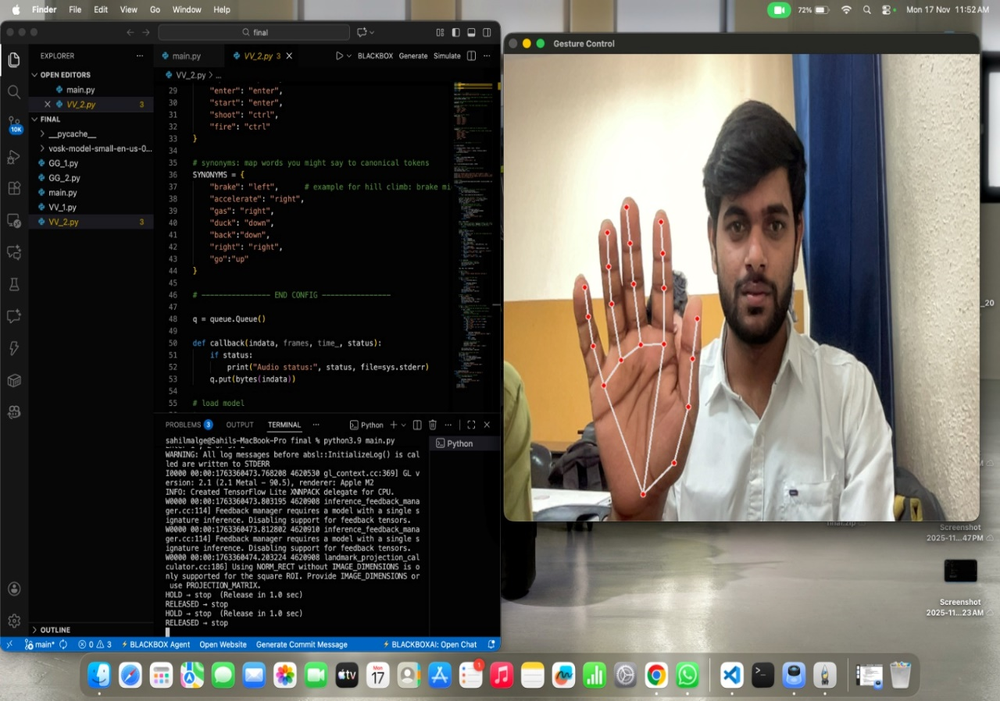 Finder File Edit View Go Window Help
72% Mon 17 Nov 11:52 AM
final
EXPLORER
OPEN EDITORS
main.py
VV_2.py 3
FINAL
__pycache__
vosk-model-small-en-us-0...
GG_1.py
GG_2.py
main.py
VV_1.py
VV_2.py 3
OUTLINE
10K
main.py VV_2.py 3 BLACKBOX Generate Simulate
VV_2.py > ...
29 "enter": "enter",
30 "start": "enter",
31 "shoot": "ctrl",
32 "fire": "ctrl"
33 }
34
35 # synonyms: map words you might say to canonical tokens
36 SYNONYMS = {
37 "brake": "left", # example for hill climb: brake mi
38 "accelerate": "right",
39 "gas": "right",
40 "duck": "down",
41 "back":"down",
42 "right": "right",
43 "go":"up"
44 }
45
46 # ---------------- END CONFIG ----------------
47
48 q = queue.Queue()
49
50 def callback(indata, frames, time_, status):
51 if status:
52 print("Audio status:", status, file=sys.stderr)
53 q.put(bytes(indata))
54
55 # load model
PROBLEMS 3 OUTPUT TERMINAL ... Python
Python
sahilmalge@Sahils-MacBook-Pro final % python3.9 main.py
WARNING: All log messages before absl::InitializeLog() is cal
led are written to STDERR
I0000 00:00:1763360473.768208 4620530 gl_context.cc:369] GL v
ersion: 2.1 (2.1 Metal - 90.5), renderer: Apple M2
INFO: Created TensorFlow Lite XNNPACK delegate for CPU.
W0000 00:00:1763360473.803195 4620908 inference_feedback_mana
ger.cc:114] Feedback manager requires a model with a single s
ignature inference. Disabling support for feedback tensors.
W0000 00:00:1763360473.812802 4620910 inference_feedback_mana
ger.cc:114] Feedback manager requires a model with a single s
ignature inference. Disabling support for feedback tensors.
W0000 00:00:1763360474.203224 4620908 landmark_projection_cal
culator.cc:186] Using NORM_RECT without IMAGE_DIMENSIONS is o
nly supported for the square ROI. Provide IMAGE_DIMENSIONS or
use PROJECTION_MATRIX.
HOLD → stop (Release in 1.0 sec)
RELEASED → stop
HOLD → stop (Release in 1.0 sec)
RELEASED → stop
main* 0 3 BLACKBOX Agent Open Website Generate Commit Message BLACKBOXAI: Open Chat
Gesture Control
_20
Screenshot
2025-11...47PM
Screenshot
2025-11...23AM
tv
MON
17
1